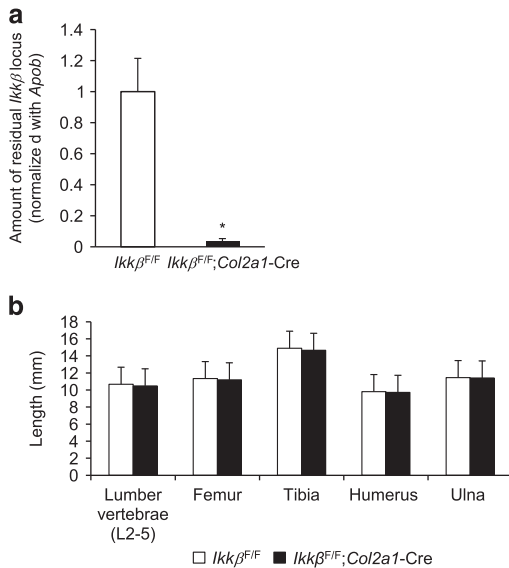 a
Amount of residual Ikkβ locus
(normalize d with Apob)
1.4
1.2
1
0.8
0.6
0.4
0.2
0
*
IkkβF/F IkkβF/F;Col2a1-Cre
b
Length (mm)
18
16
14
12
10
8
6
4
2
0
Lumber
vertebrae
(L2-5)
Femur
Tibia
Humerus
Ulna
IkkβF/F IkkβF/F;Col2a1-Cre